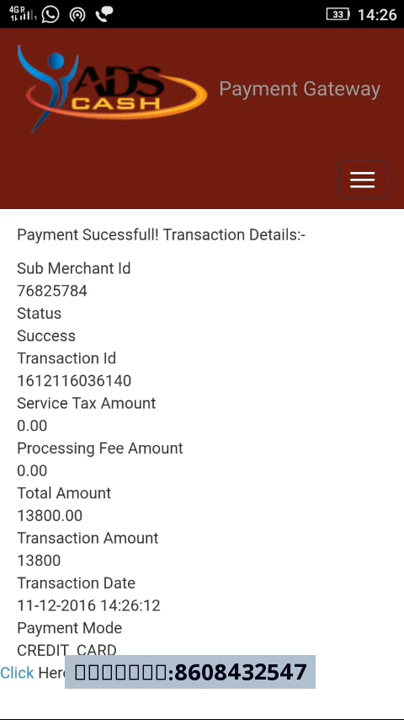 4G R
33 14:26
ADS
CASH
Payment Gateway
Payment Sucessfull! Transaction Details:-
Sub Merchant Id
76825784
Status
Success
Transaction Id
1612116036140
Service Tax Amount
0.00
Processing Fee Amount
0.00
Total Amount
13800.00
Transaction Amount
13800
Transaction Date
11-12-2016 14:26:12
Payment Mode
CREDIT_CARD
Click Here
:8608432547